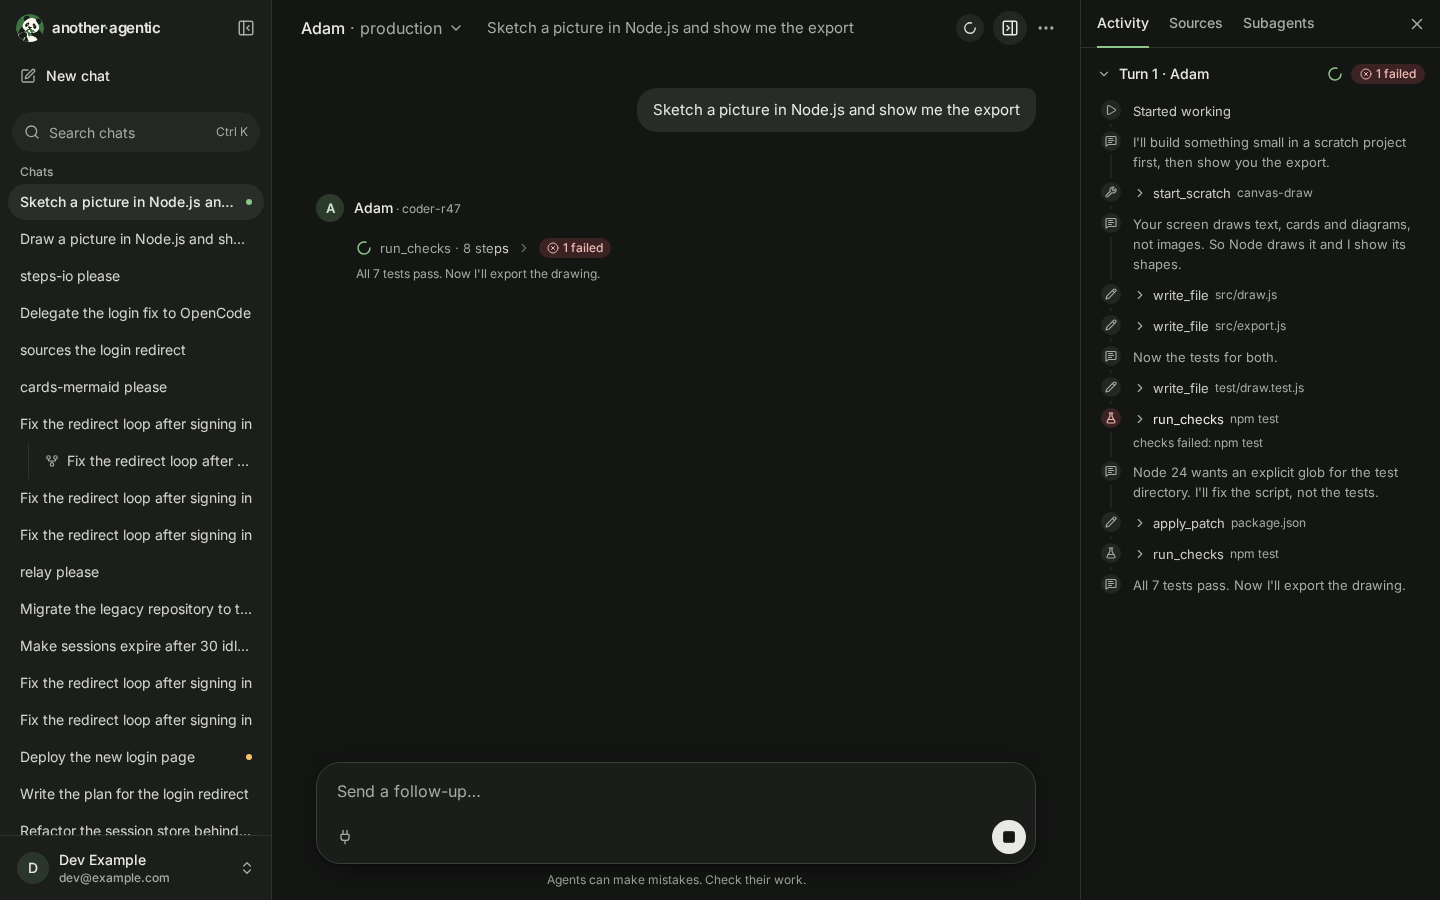 another·agentic
New chat
Search chats
Ctrl K
Chats
Sketch a picture in Node.js an...
Draw a picture in Node.js and sh...
steps-io please
Delegate the login fix to OpenCode
sources the login redirect
cards-mermaid please
Fix the redirect loop after signing in
Fix the redirect loop after ...
Fix the redirect loop after signing in
Fix the redirect loop after signing in
relay please
Migrate the legacy repository to t...
Make sessions expire after 30 idl...
Fix the redirect loop after signing in
Fix the redirect loop after signing in
Deploy the new login page
Write the plan for the login redirect
Refactor the session store behind...
D
Dev Example
dev@example.com
Adam · production
Sketch a picture in Node.js and show me the export
Sketch a picture in Node.js and show me the export
A
Adam · coder-r47
run_checks · 8 steps
1 failed
All 7 tests pass. Now I'll export the drawing.
Send a follow-up...
Agents can make mistakes. Check their work.
Activity
Sources
Subagents
Turn 1 · Adam
1 failed
Started working
I'll build something small in a scratch project
first, then show you the export.
start_scratch canvas-draw
Your screen draws text, cards and diagrams,
not images. So Node draws it and I show its
shapes.
write_file src/draw.js
write_file src/export.js
Now the tests for both.
write_file test/draw.test.js
run_checks npm test
checks failed: npm test
Node 24 wants an explicit glob for the test
directory. I'll fix the script, not the tests.
apply_patch package.json
run_checks npm test
All 7 tests pass. Now I'll export the drawing.